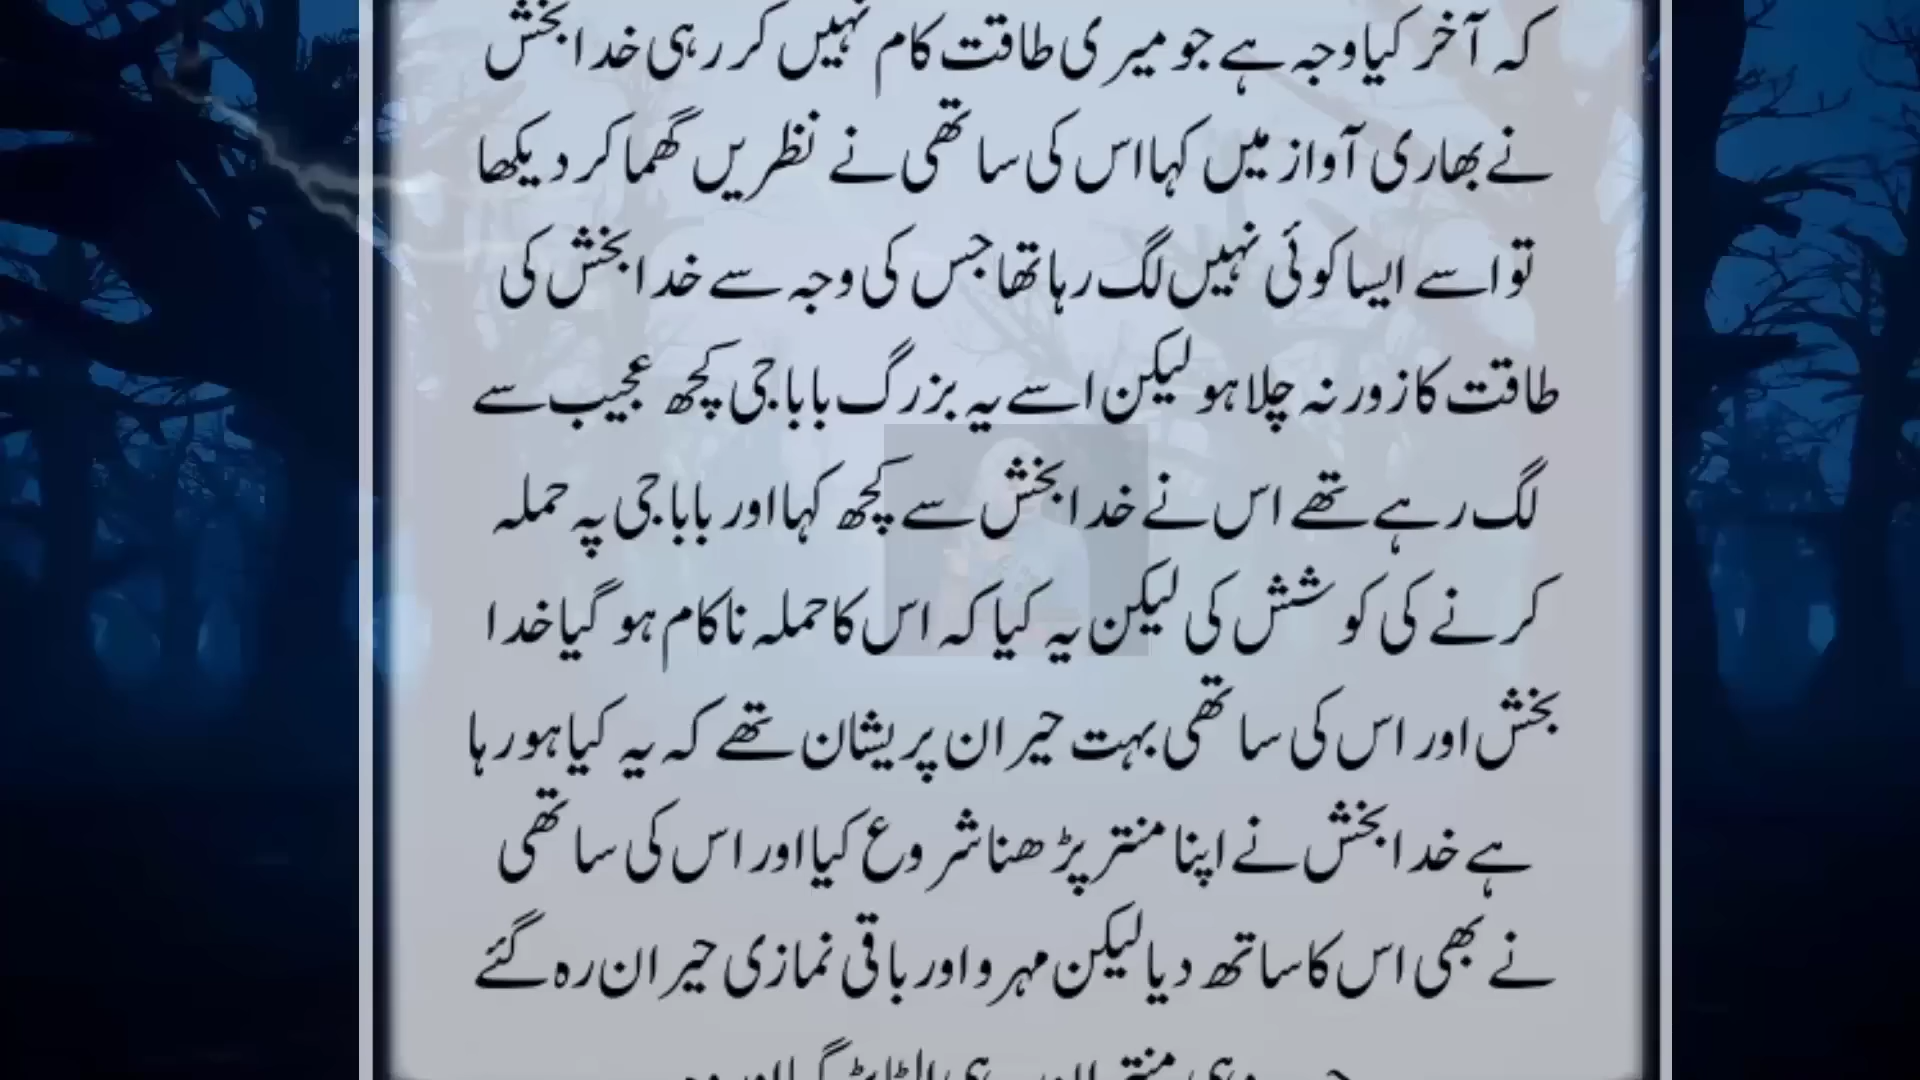 کہ آخر کیا وجہ ہے جو میری طاقت کام نہیں کر رہی خدا بخش
نے بھاری آواز میں کہا اس کی ساتھی نے نظریں گھما کر دیکھا
تو اسے ایسا کوئی نہیں لگ رہا تھا جس کی وجہ سے خدا بخش کی
طاقت کا زور نہ چلا ہو لیکن اسے یہ بزرگ بابا جی کچھ عجیب سے
لگ رہے تھے اس نے خدا بخش سے کچھ کہا اور بابا جی پہ حملہ
کرنے کی کوشش کی لیکن یہ کیا کہ اس کا حملہ ناکام ہو گیا خدا
بخش اور اس کی ساتھی بہت حیران پریشان تھے کہ یہ کیا ہو رہا
ہے خدا بخش نے اپنا منتر پڑھنا شروع کیا اور اس کی ساتھی
نے بھی اس کا ساتھ دیا لیکن مہرو اور باقی نمازی حیران رہ گئے